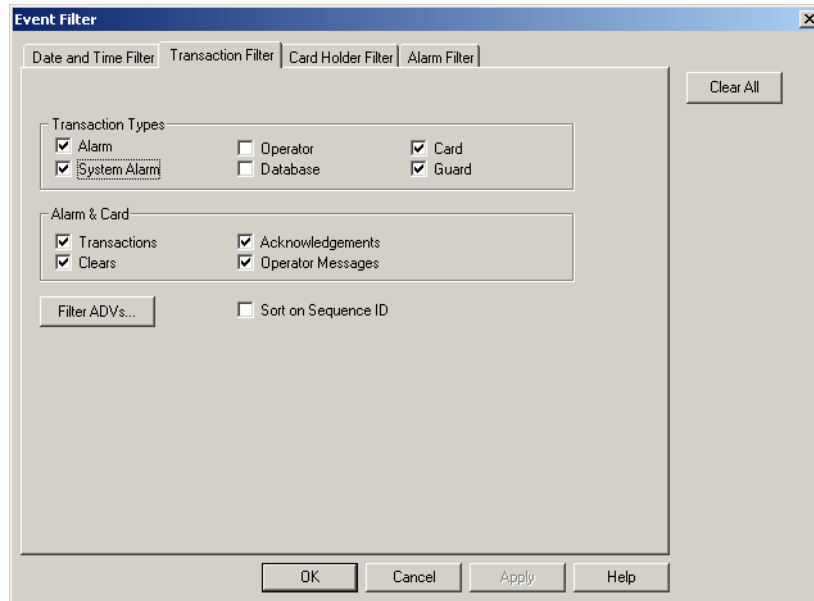 Event Filter
Date and Time Filter Transaction Filter Card Holder Filter Alarm Filter
Clear All
Transaction Types
Alarm Operator Card
System Alarm Database Guard
Alarm & Card
Transactions Acknowledgements
Clears Operator Messages
Filter ADVs... Sort on Sequence ID
OK Cancel Apply Help